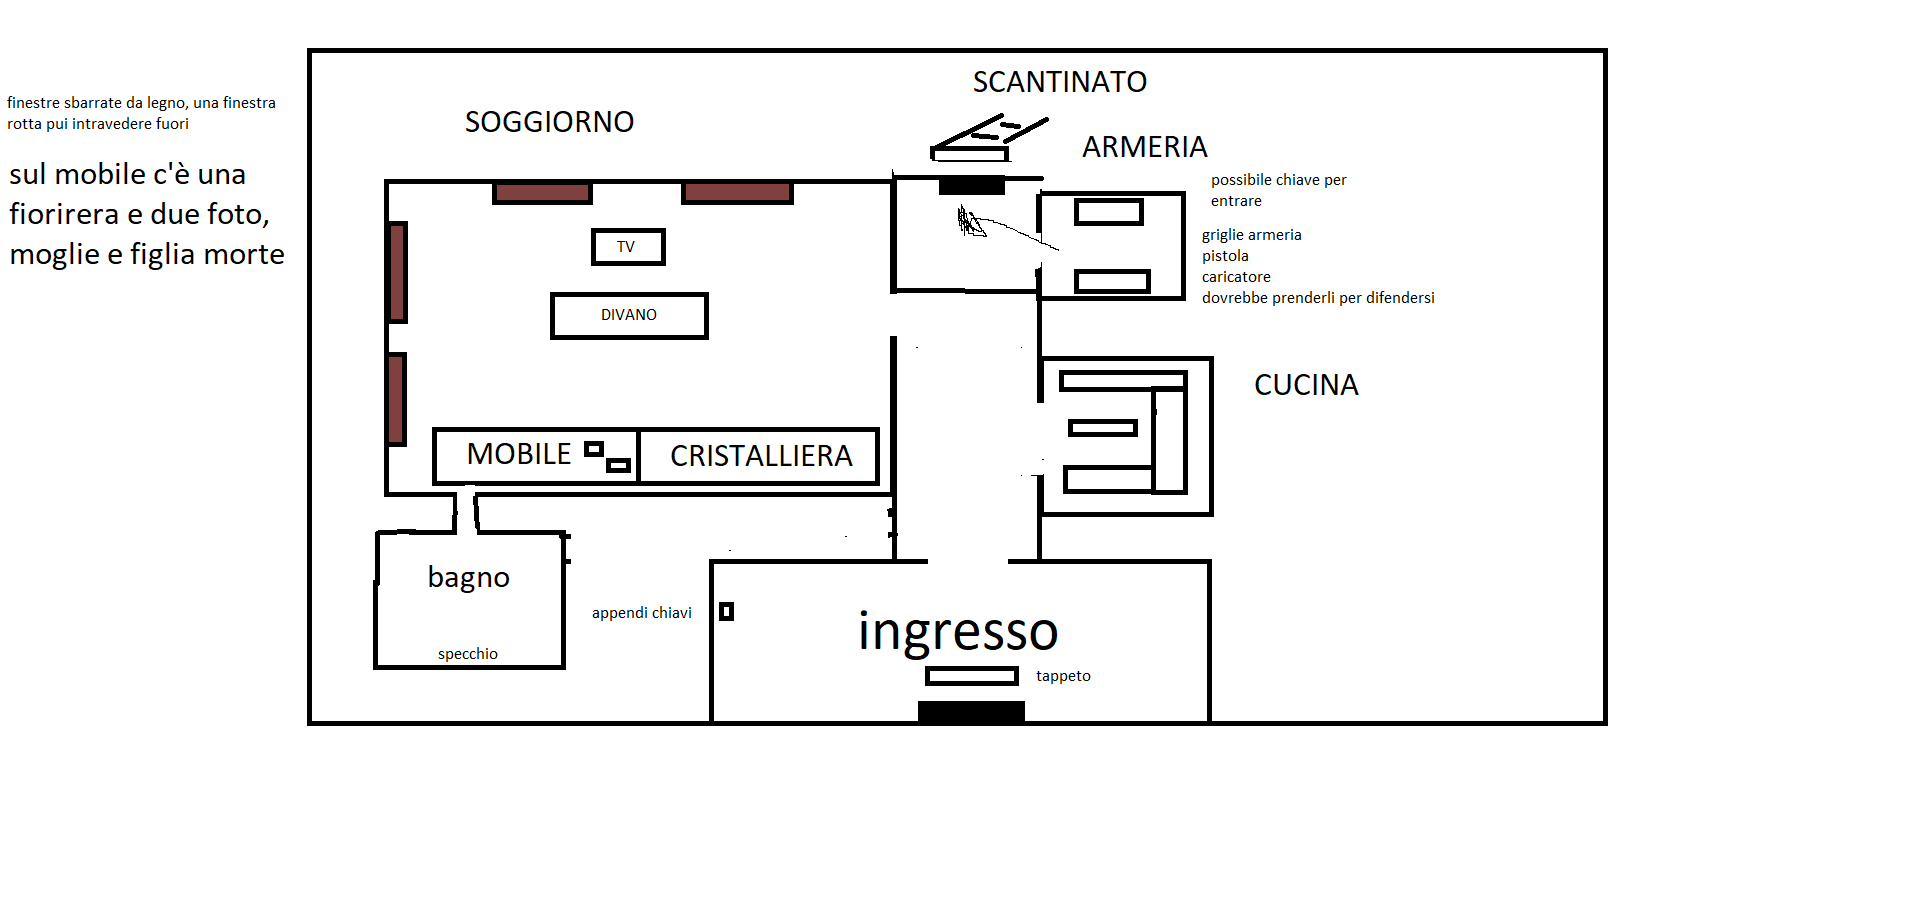 finestre sbarrate da legno, una finestra
rotta pui intravedere fuori
sul mobile c'è una
fiorirera e due foto,
moglie e figlia morte
SOGGIORNO
SCANTINATO
ARMERIA
possibile chiave per
entrare
griglie armeria
pistola
caricatore
dovrebbe prenderli per difendersi
TV
DIVANO
CUCINA
MOBILE
CRISTALLIERA
bagno
specchio
appendi chiavi
ingresso
tappeto